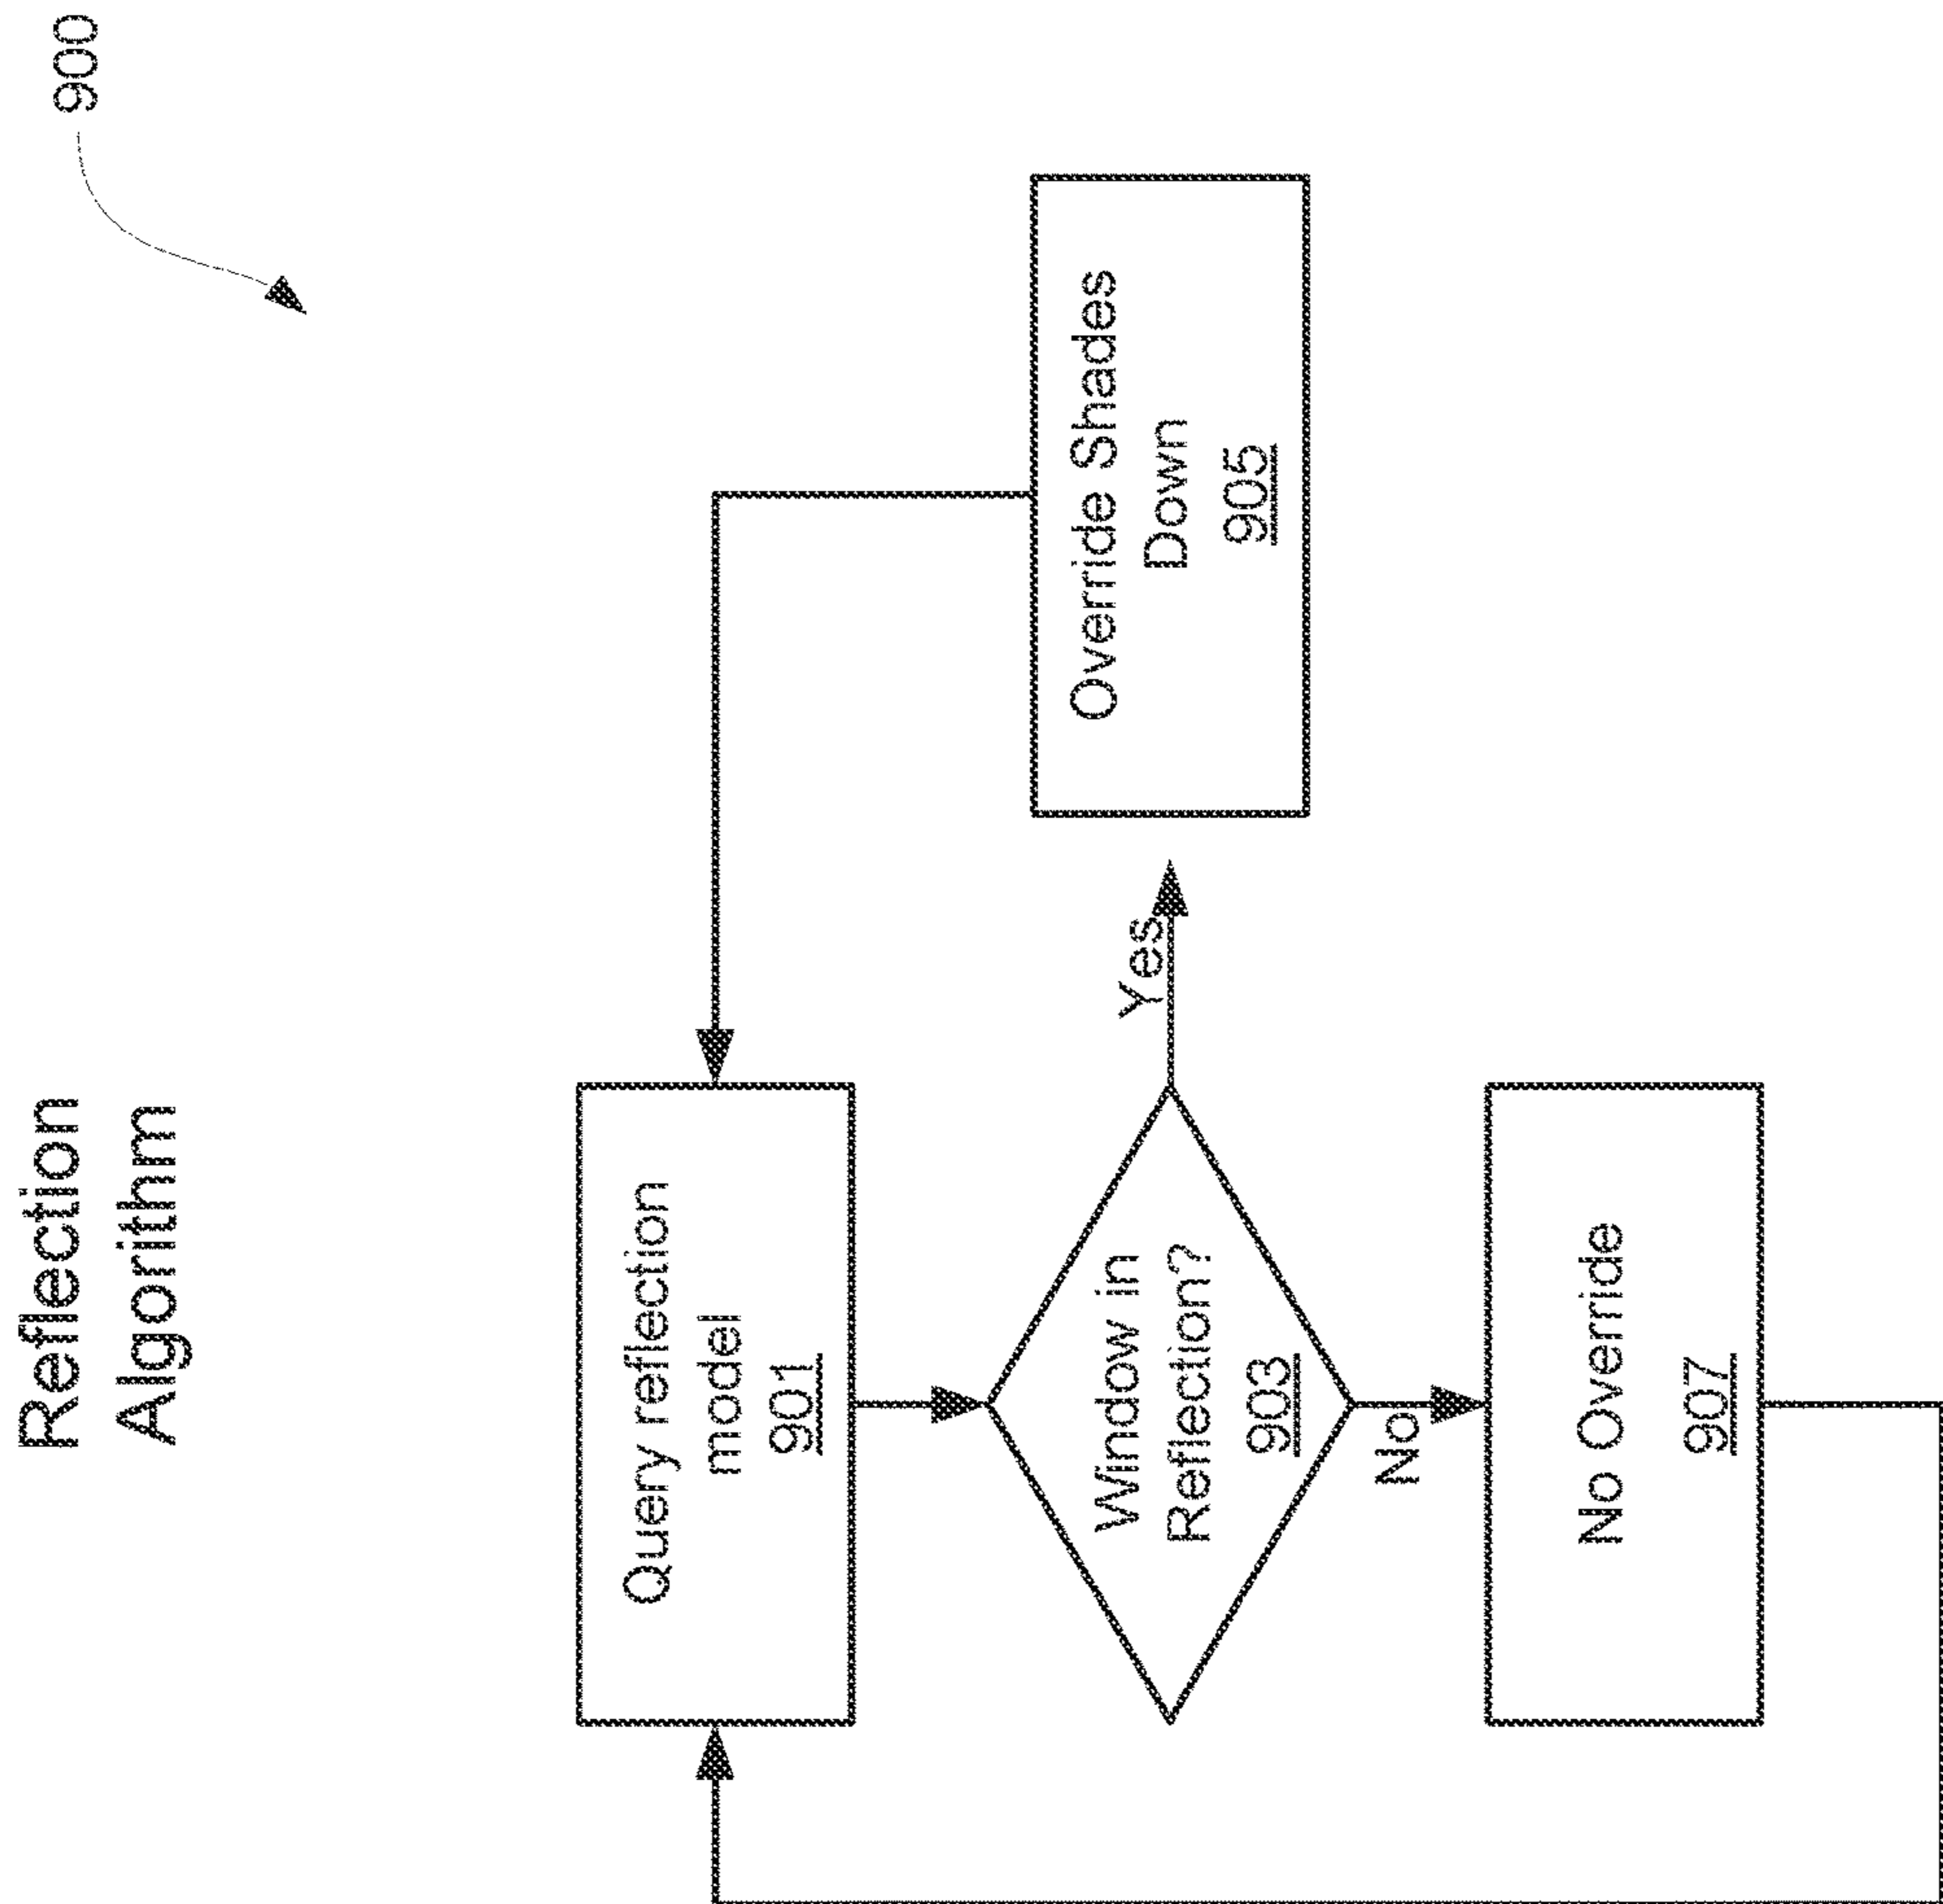 Reflection
Algorithm
900
Query reflection
model
901
Window in
Reflection?
903
Yes
Override Shades
Down
905
No
No Override
907